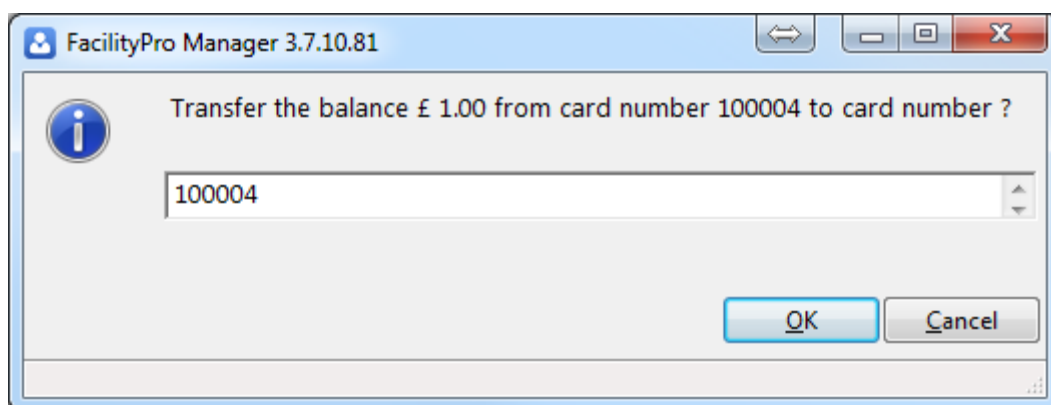 FacilityPro Manager 3.7.10.81
Transfer the balance £ 1.00 from card number 100004 to card number ?
100004
OK
Cancel